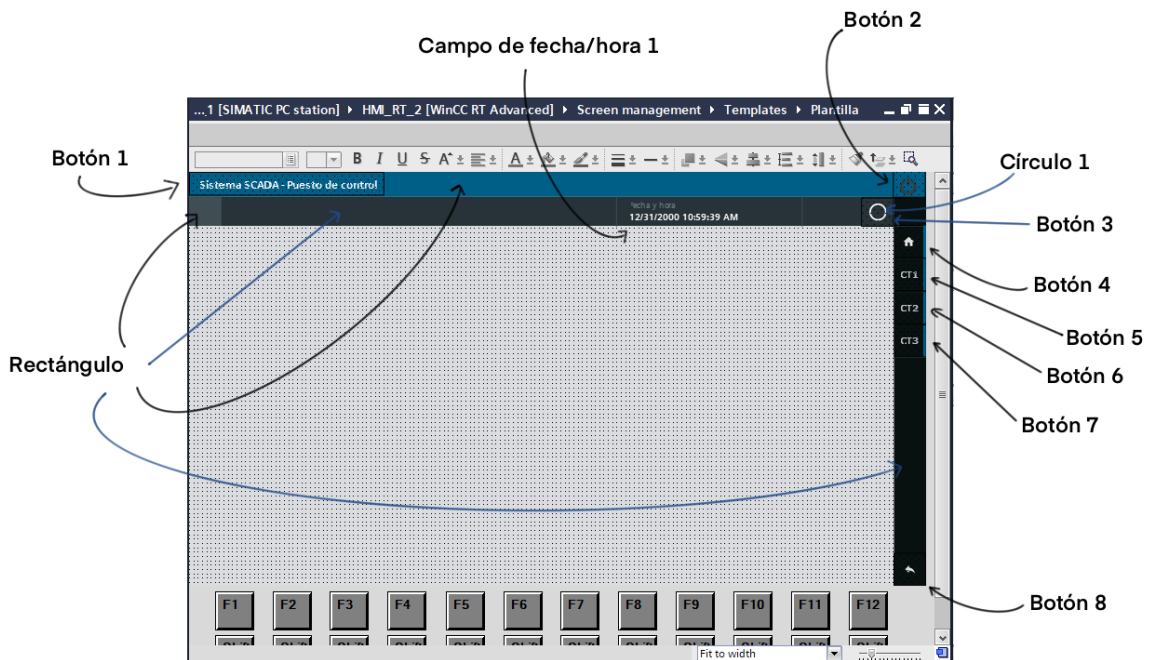 Botón 2
Campo de fecha/hora 1
..._1 [SIMATIC PC station] ▸ HMI_RT_2 [WinCC RT Advanced] ▸ Screen management ▸ Templates ▸ Plantilla
B I U S A
Botón 1
Círculo 1
Sistema SCADA - Puesto de control
Fecha y hora
12/31/2000 10:59:39 AM
Botón 3
CT1
Botón 4
CT2
Botón 5
CT3
Rectángulo
Botón 6
Botón 7
F1 F2 F3 F4 F5 F6 F7 F8 F9 F10 F11 F12
Botón 8
Fit to width